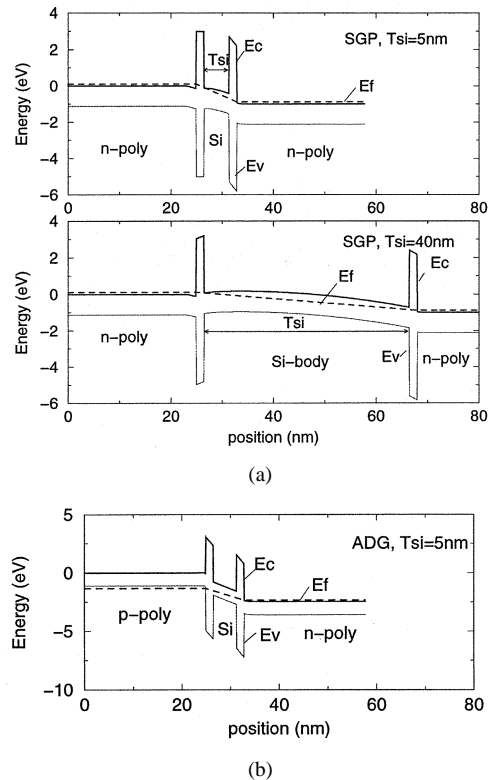 4
2
0
−2
−4
−6
Energy (eV)
SGP, Tsi=5nm
Tsi
Ec
Ef
Si
Ev
n−poly
n−poly
0
20
40
60
80
4
2
0
−2
−4
−6
Energy (eV)
SGP, Tsi=40nm
Ec
Ef
Tsi
n−poly
Si−body
Ev
n−poly
0
20
40
60
80
position (nm)
(a)
5
0
−5
−10
Energy (eV)
ADG, Tsi=5nm
Ec
Ef
p−poly
Si
Ev
n−poly
0
20
40
60
80
position (nm)
(b)